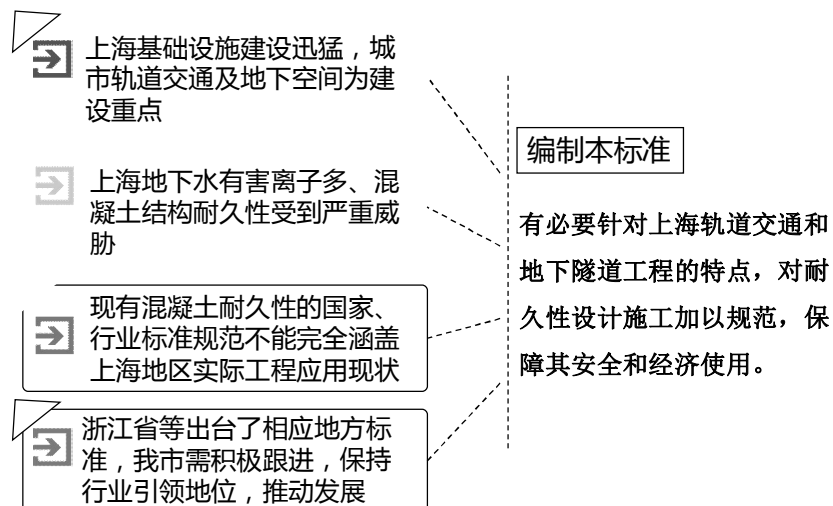 上海基础设施建设迅猛，城
市轨道交通及地下空间为建
设重点
上海地下水有害离子多、混
凝土结构耐久性受到严重威
胁
现有混凝土耐久性的国家、
行业标准规范不能完全涵盖
上海地区实际工程应用现状
浙江省等出台了相应地方标
准，我市需积极跟进，保持
行业引领地位，推动发展
编制本标准
有必要针对上海轨道交通和
地下隧道工程的特点，对耐
久性设计施工加以规范，保
障其安全和经济使用。